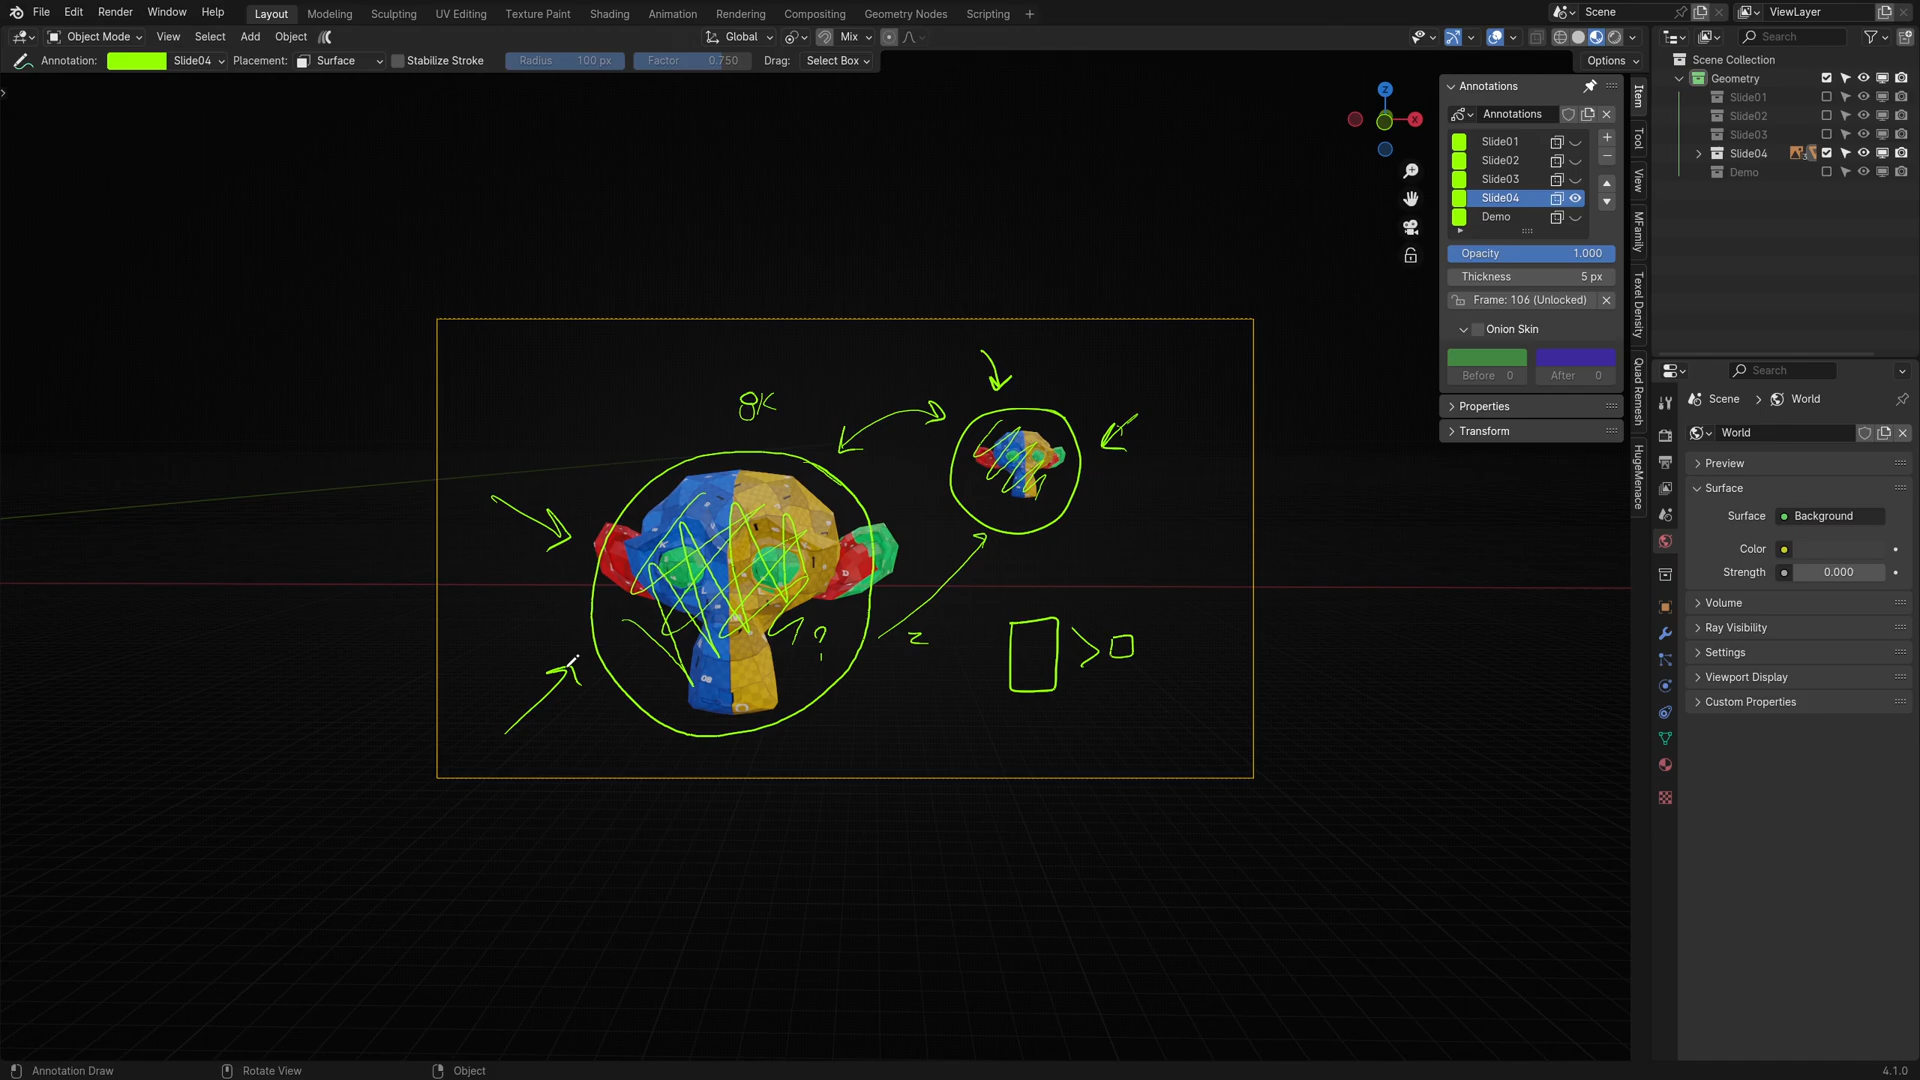 File Edit Render Window Help Layout Modeling Sculpting UV Editing Texture Paint Shading Animation Rendering Compositing Geometry Nodes Scripting + Scene ViewLayer
Object Mode View Select Add Object Global Mix Search
Annotation: Slide04 Placement: Surface Stabilize Stroke Radius 100 px Factor 0.750 Drag: Select Box Options
Scene Collection
Geometry
Slide01
Slide02
Slide03
Slide04
Demo
Annotations
Annotations
Slide01
Slide02
Slide03
Slide04
Demo
Opacity 1.000
Thickness 5 px
Frame: 106 (Unlocked)
Onion Skin
Before 0 After 0
Properties
Transform
Item
Tool
View
MFamily
Texel Density
Quad Remesh
HugeMenace
Z
X
8K
?
>
Search
Scene > World
World
Preview
Surface
Surface Background
Color
Strength 0.000
Volume
Ray Visibility
Settings
Viewport Display
Custom Properties
Annotation Draw Rotate View Object 4.1.0